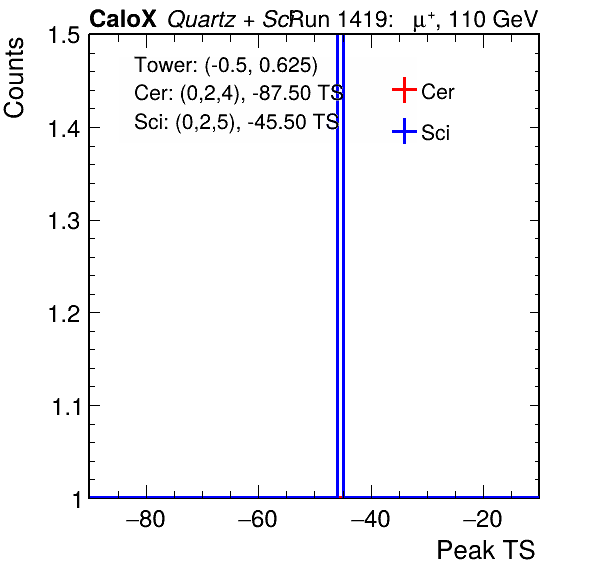 CaloX Quartz + Sci Run 1419: μ⁺, 110 GeV
Counts
Tower: (-0.5, 0.625)
Cer: (0,2,4), -87.50 TS
Sci: (0,2,5), -45.50 TS
Cer
Sci
1.5
1.4
1.3
1.2
1.1
1
−80 −60 −40 −20
Peak TS